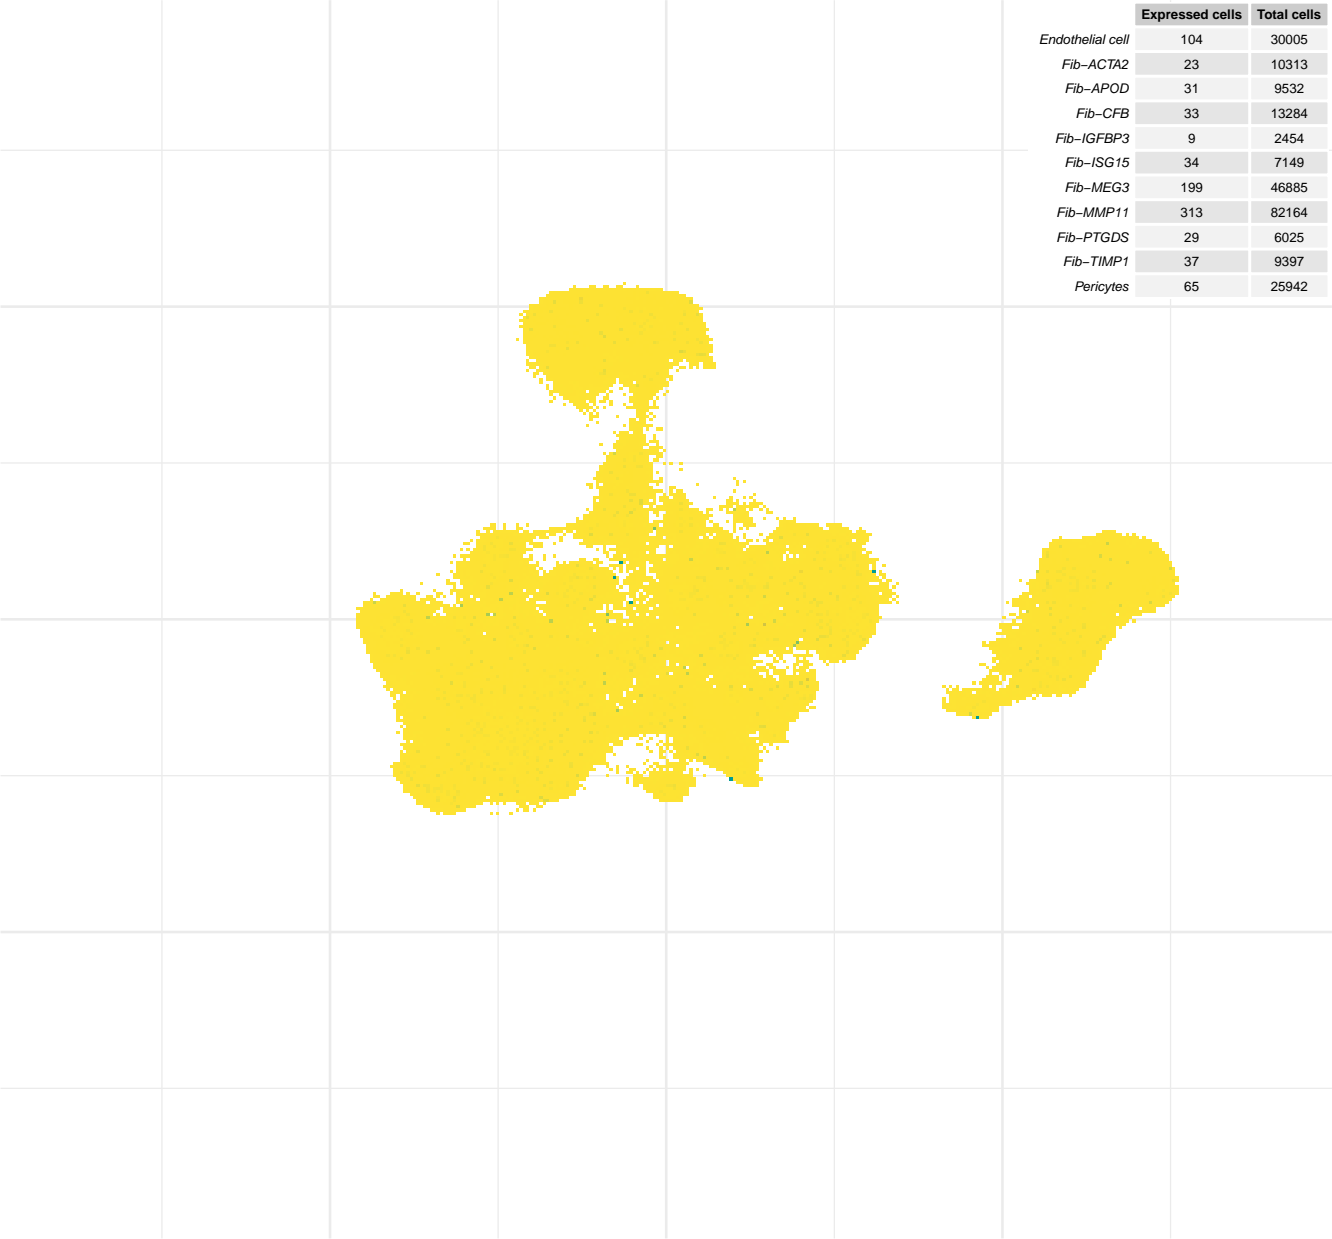 Expressed cells Total cells
Endothelial cell 104 30005
Fib−ACTA2 23 10313
Fib−APOD 31 9532
Fib−CFB 33 13284
Fib−IGFBP3 9 2454
Fib−ISG15 34 7149
Fib−MEG3 199 46885
Fib−MMP11 313 82164
Fib−PTGDS 29 6025
Fib−TIMP1 37 9397
Pericytes 65 25942